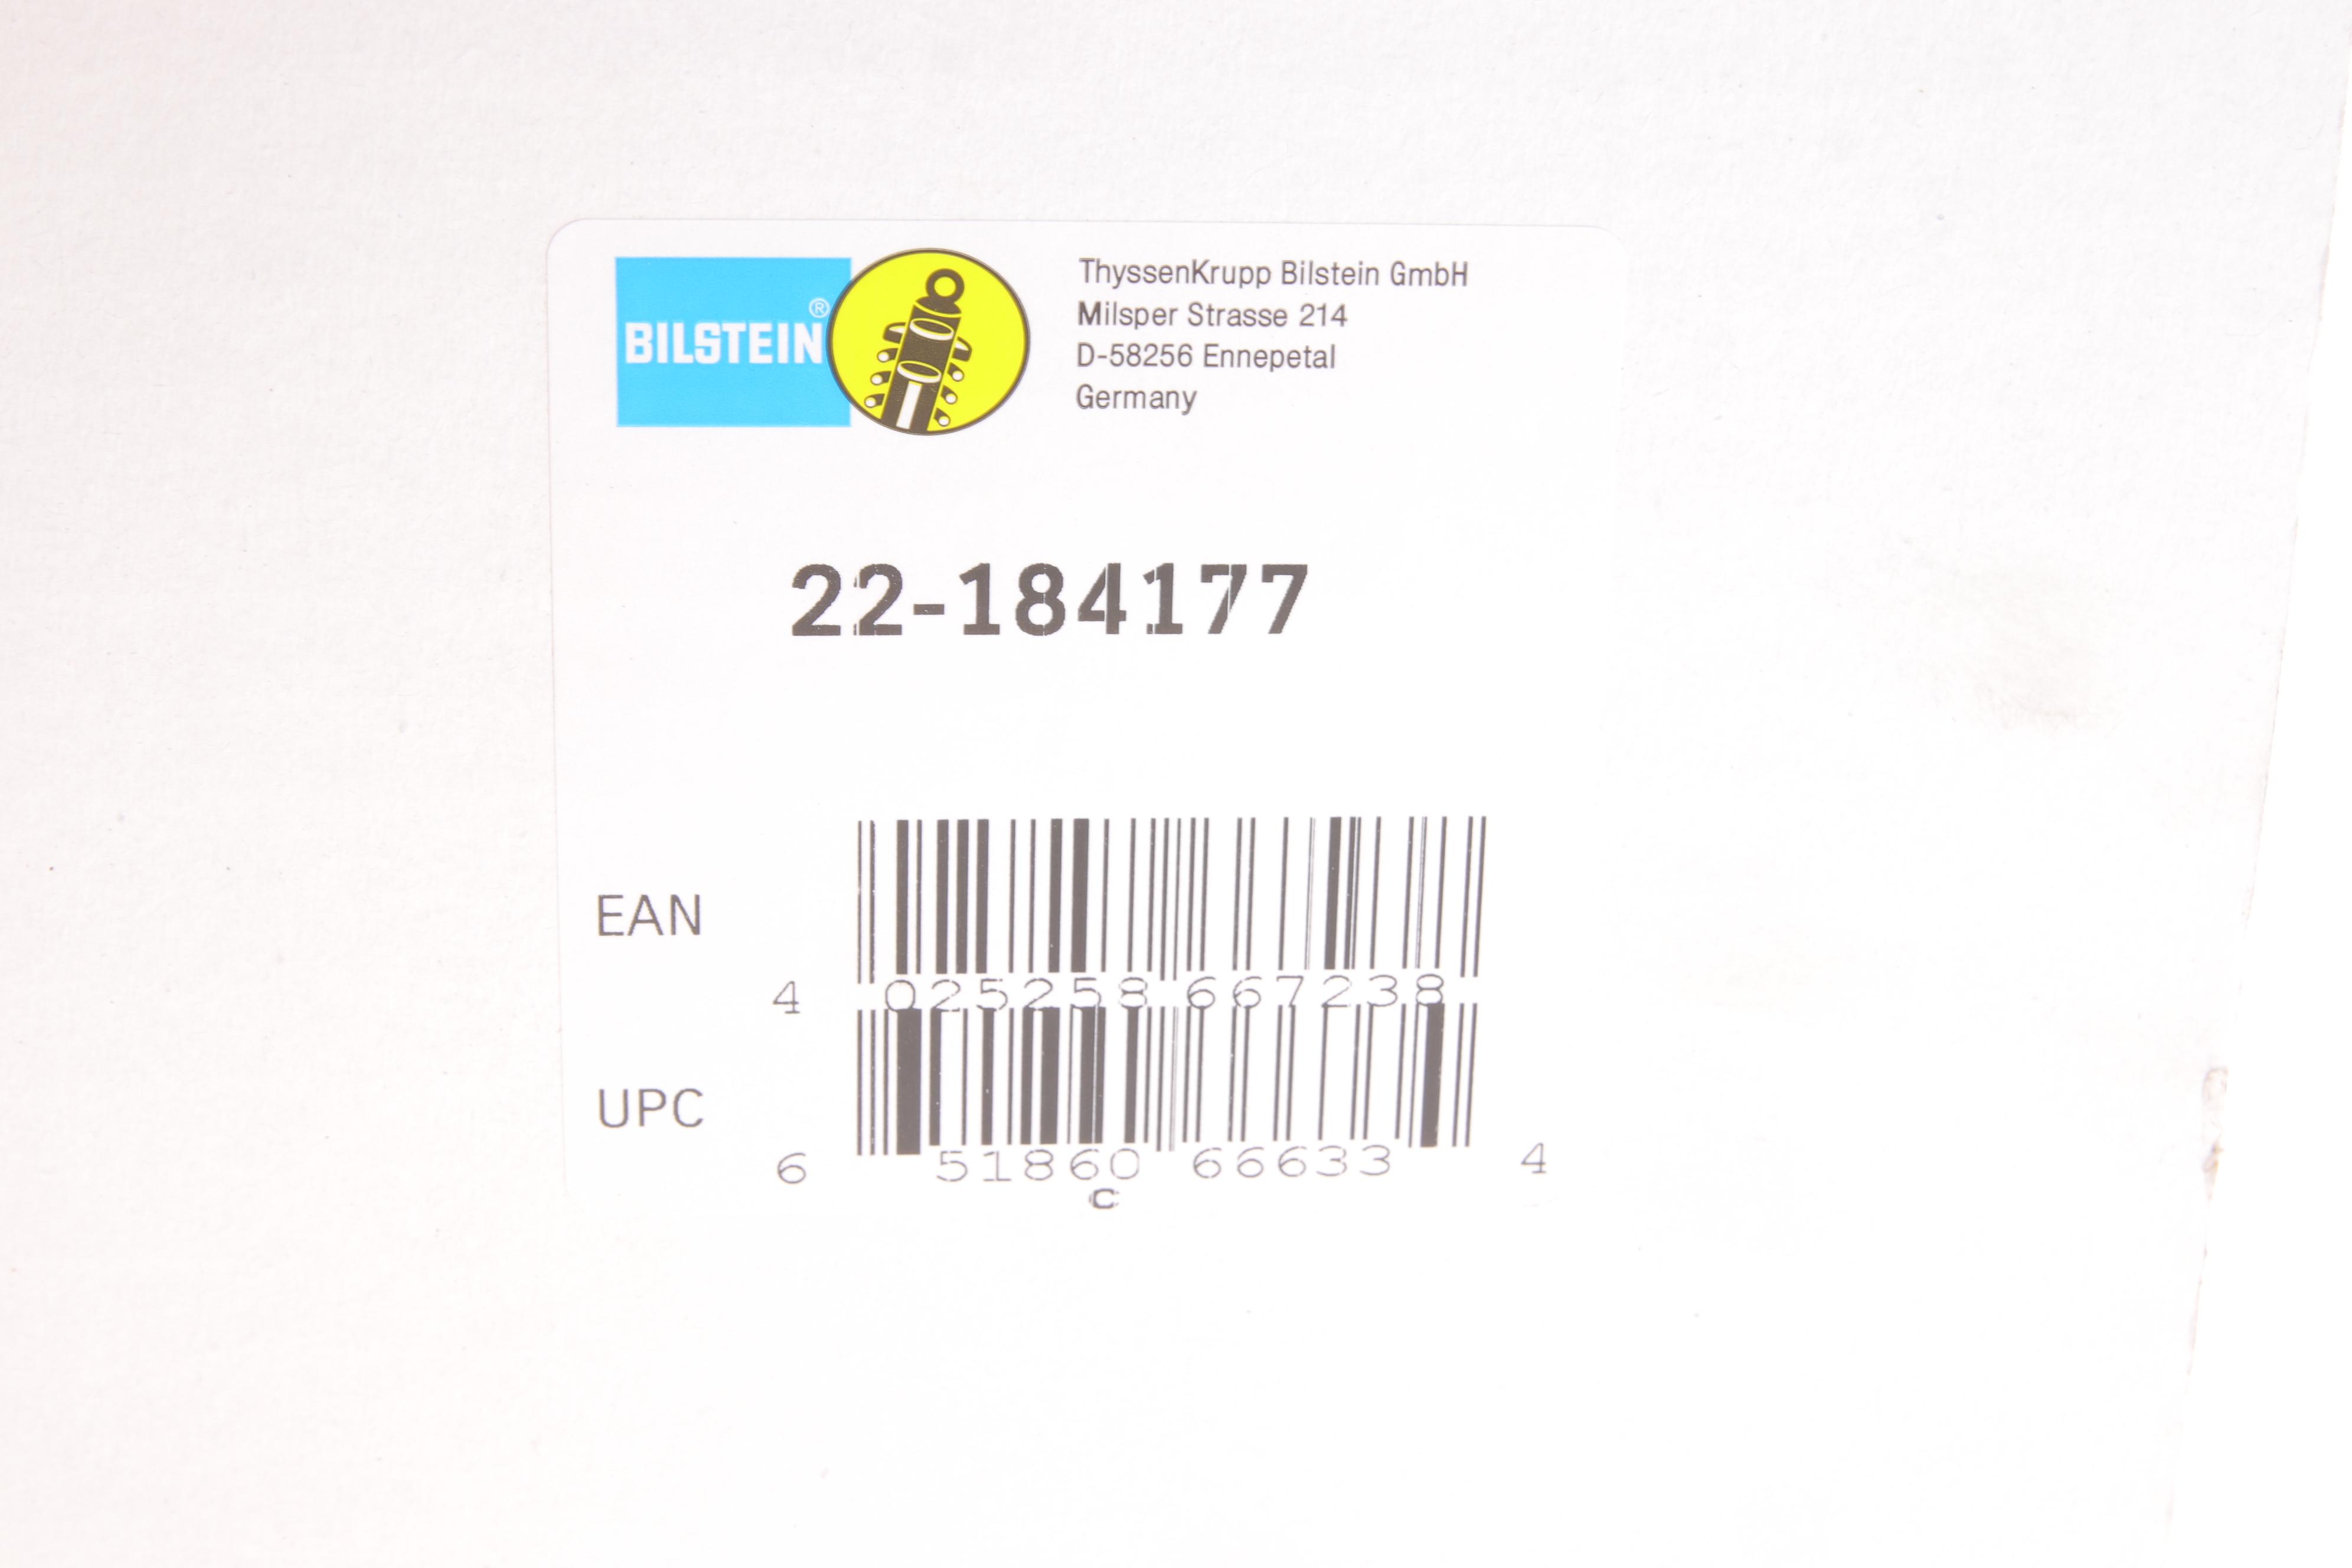 BILSTEIN®
ThyssenKrupp Bilstein GmbH
Milsper Strasse 214
D-58256 Ennepetal
Germany
22-184177
EAN
4 025258 667238
UPC
6 51860 66633 4
C